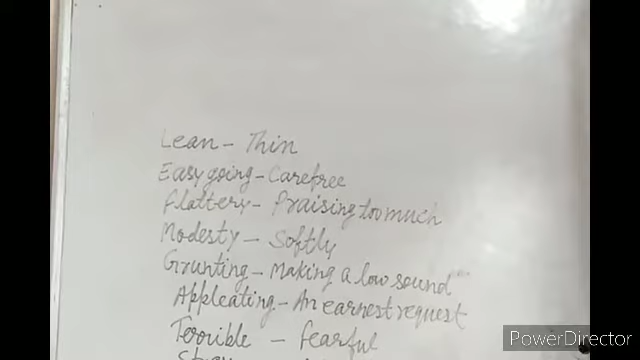 Lean - Thin
Easy going - Carefree
Flattery - Praising too much
Modesty - Softly
Grunting - Making a low sound
Appleating - An earnest request
Terrible - fearful
PowerDirector